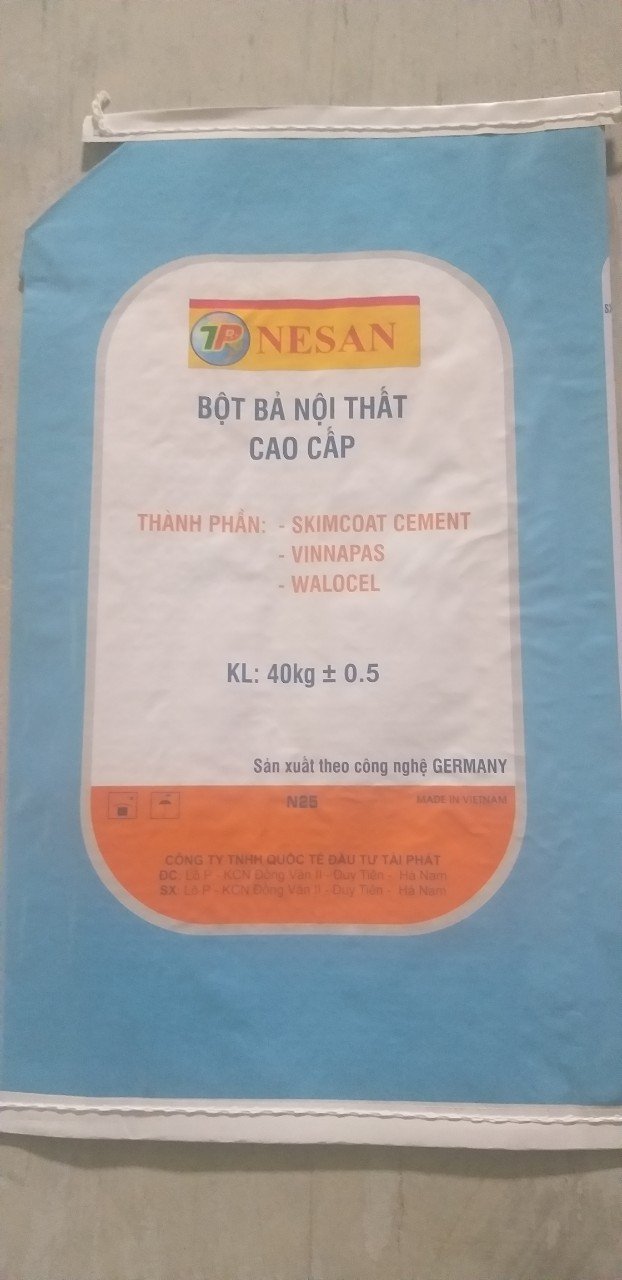 TP NESAN
BỘT BẢ NỘI THẤT
CAO CẤP
THÀNH PHẦN: - SKIMCOAT CEMENT
- VINNAPAS
- WALOCEL
KL: 40kg ± 0.5
Sản xuất theo công nghệ GERMANY
N25 MADE IN VIETNAM
CÔNG TY TNHH QUỐC TẾ ĐẦU TƯ TÀI PHÁT
ĐC: Lô P - KCN Đồng Văn II - Duy Tiên - Hà Nam
SX: Lô P - KCN Đồng Văn II - Duy Tiên - Hà Nam